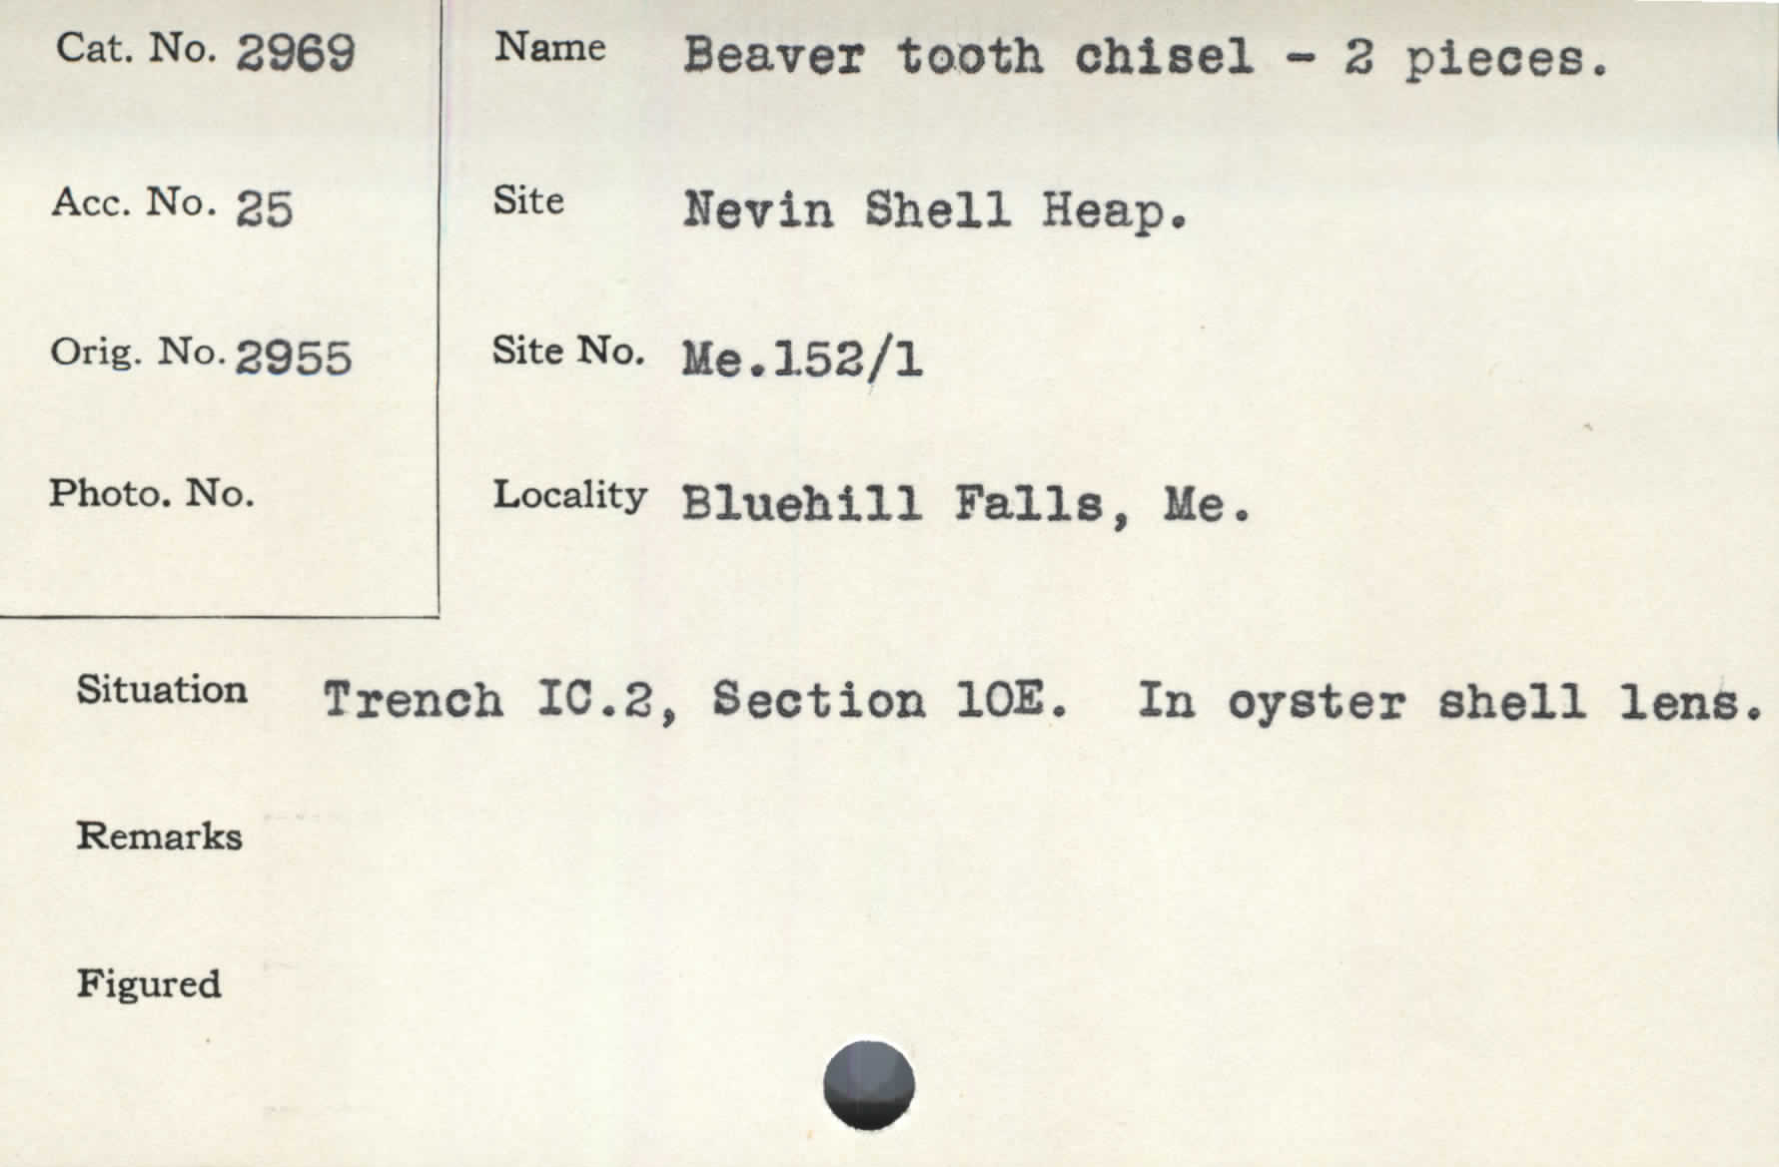 Cat. No. 2969
Name Beaver tooth chisel - 2 pieces.
Acc. No. 25
Site Nevin Shell Heap.
Orig. No. 2955
Site No. Me.152/1
Photo. No.
Locality Bluehill Falls, Me.
Situation Trench IC.2, Section 10E. In oyster shell lens.
Remarks
Figured